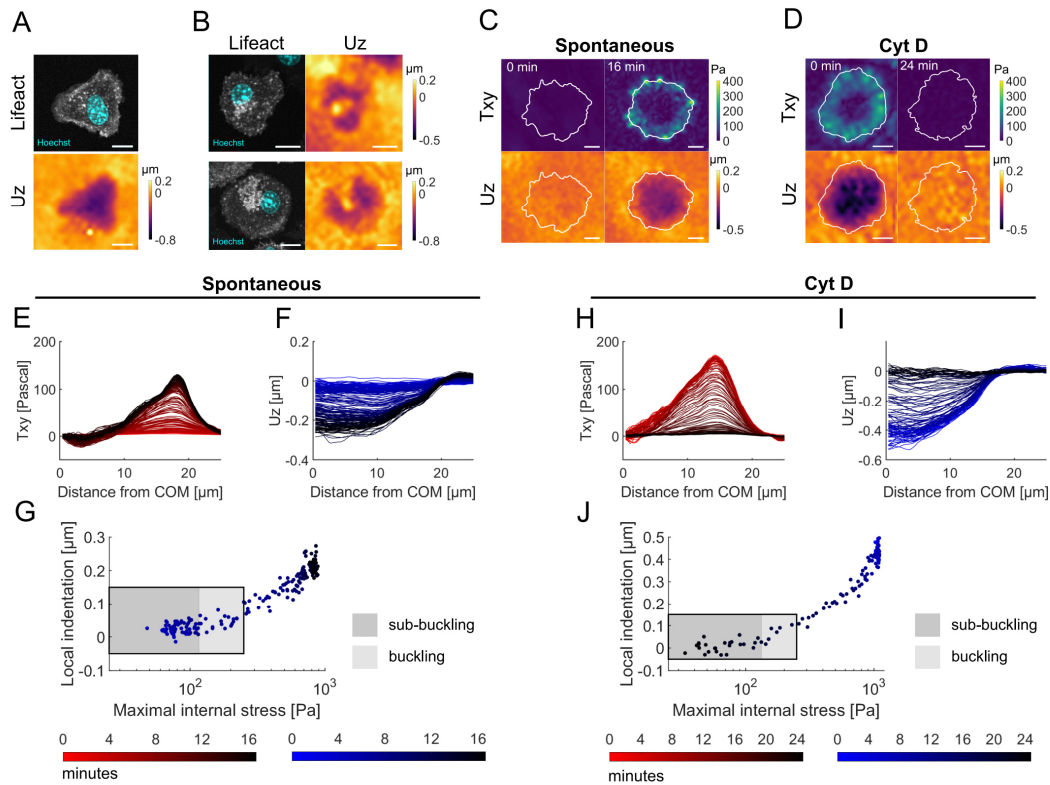 A
B
C
D
Lifeact
Uz
Spontaneous
Cyt D
Lifeact
Hoechst
µm
0.2
0
-0.5
Txy
0 min
16 min
Pa
400
300
200
100
0
Txy
0 min
24 min
Pa
400
300
200
100
0
Uz
µm
0.2
0
-0.8
Hoechst
µm
0.2
0
-0.8
Uz
µm
0.2
0
-0.5
Uz
µm
0.2
0
-0.5
Spontaneous
Cyt D
E
F
H
I
Txy [Pascal]
200
100
0
0 10 20
Distance from COM [µm]
Uz [µm]
0.2
0
-0.2
-0.4
0 10 20
Distance from COM [µm]
Txy [Pascal]
200
100
0
0 10 20
Distance from COM [µm]
Uz [µm]
0
-0.2
-0.4
-0.6
0 10 20
Distance from COM [µm]
G
Local indentation [µm]
0.3
0.2
0.1
0
-0.1
10² 10³
Maximal internal stress [Pa]
sub-buckling
buckling
J
Local indentation [µm]
0.5
0.4
0.3
0.2
0.1
0
-0.1
10² 10³
Maximal internal stress [Pa]
sub-buckling
buckling
0 4 8 12 16
minutes
0 4 8 12 16
0 4 8 12 16 20 24
minutes
0 4 8 12 16 20 24